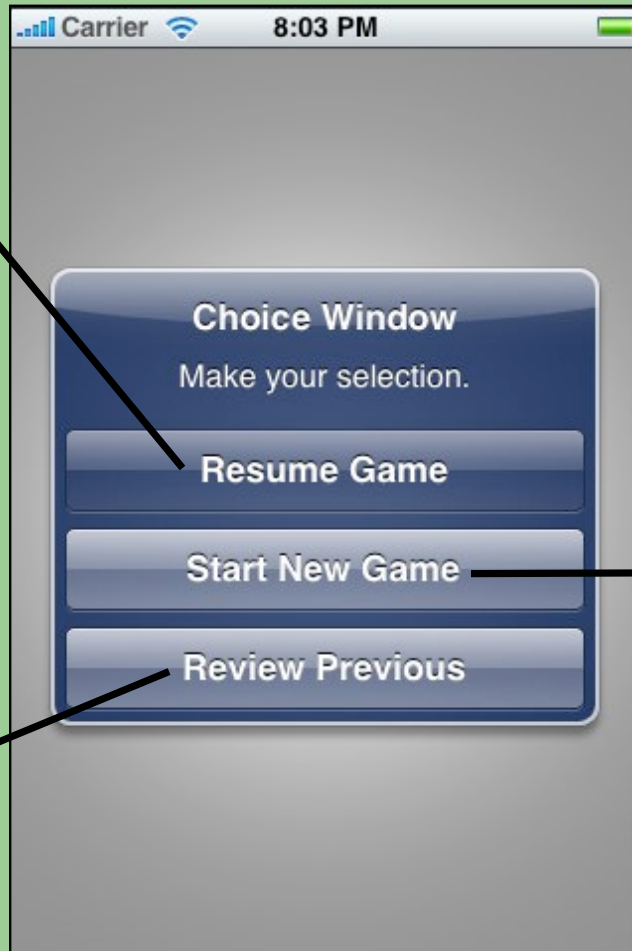 Carrier 8:03 PM
Choice Window
Make your selection.
Resume Game
Start New Game
Review Previous